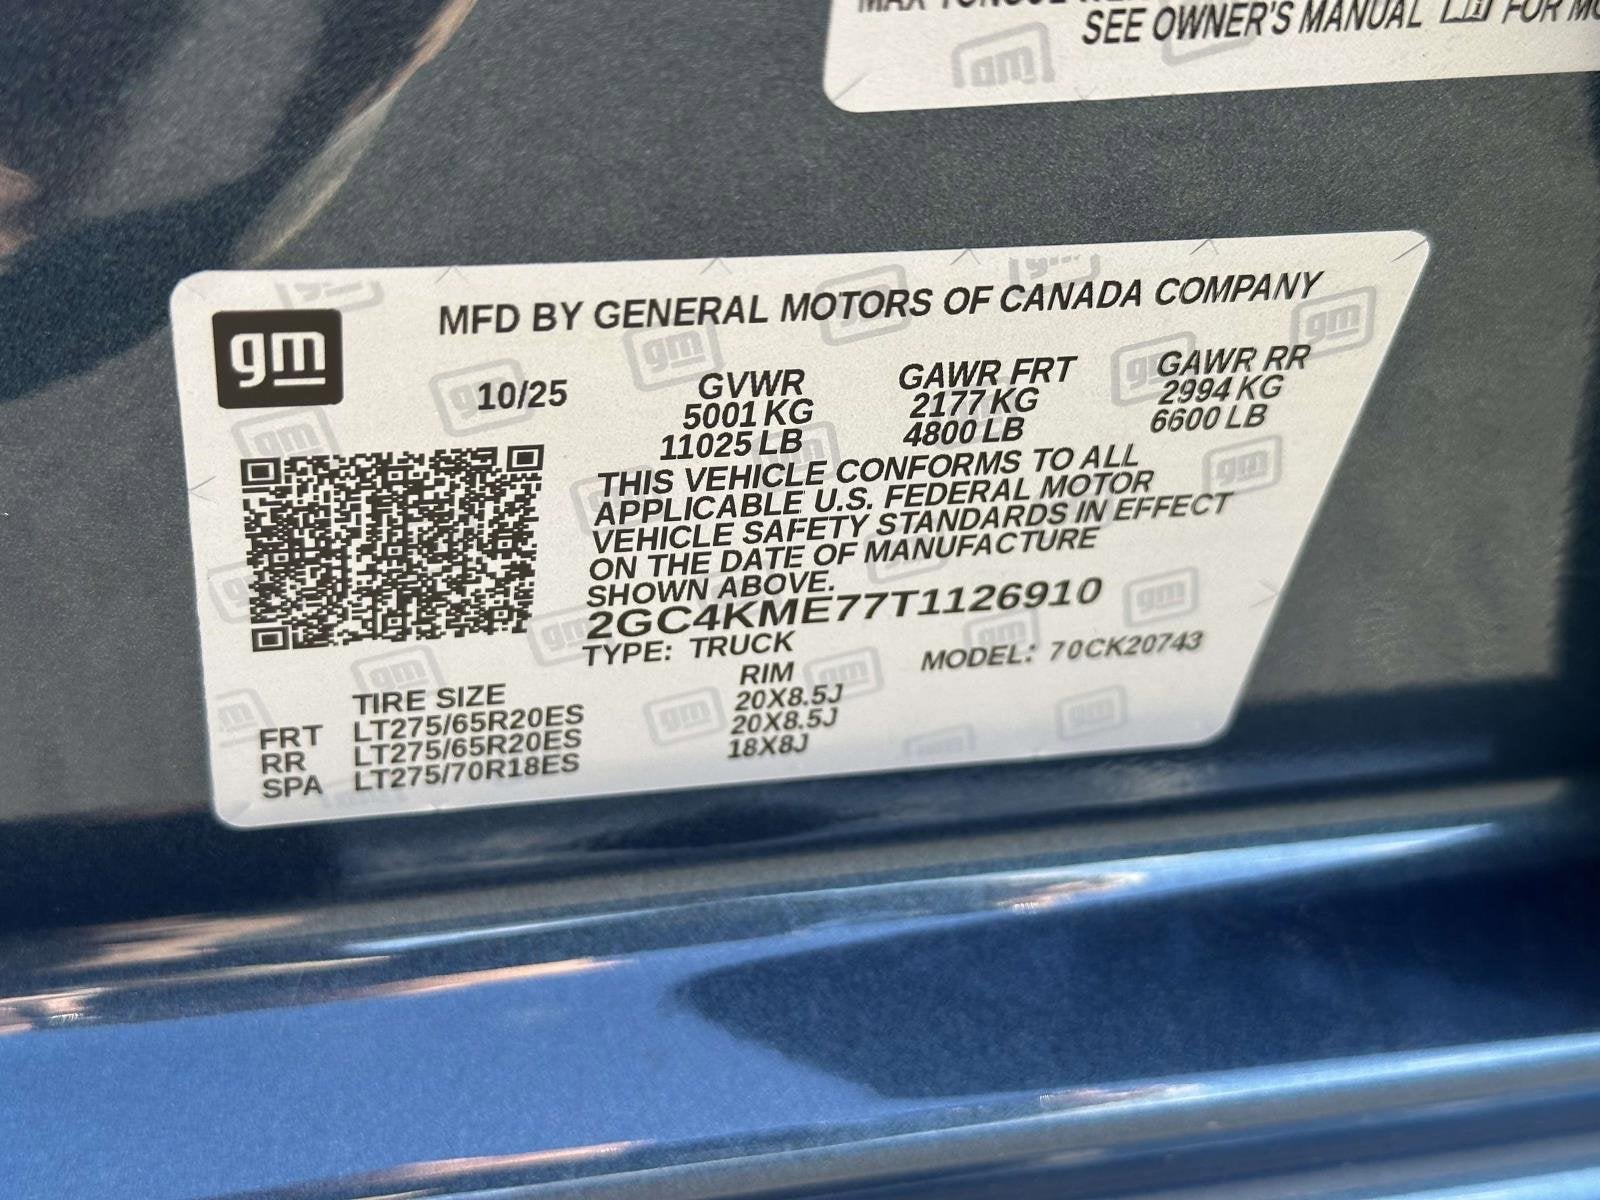 SEE OWNER'S MANUAL FOR
gm
MFD BY GENERAL MOTORS OF CANADA COMPANY
10/25 GVWR GAWR FRT GAWR RR
5001 KG 2177 KG 2994 KG
11025 LB 4800 LB 6600 LB
THIS VEHICLE CONFORMS TO ALL
APPLICABLE U.S. FEDERAL MOTOR
VEHICLE SAFETY STANDARDS IN EFFECT
ON THE DATE OF MANUFACTURE
SHOWN ABOVE.
2GC4KME77T1126910
TYPE: TRUCK MODEL: 70CK20743
TIRE SIZE RIM
FRT LT275/65R20ES 20X8.5J
RR LT275/65R20ES 20X8.5J
SPA LT275/70R18ES 18X8J